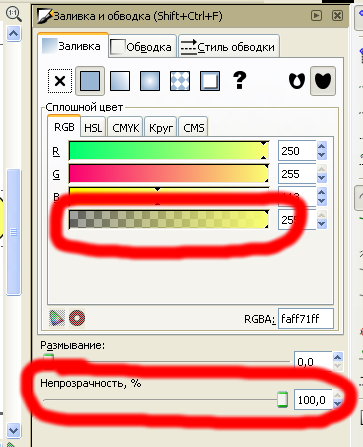 Заливка и обводка (Shift+Ctrl+F)
Заливка Обводка Стиль обводки
?
Сплошной цвет
RGB HSL CMYK Круг CMS
R 250
G 255
B
RGBA: faff71ff
Размывание:
0,0
Непрозрачность, %
100,0